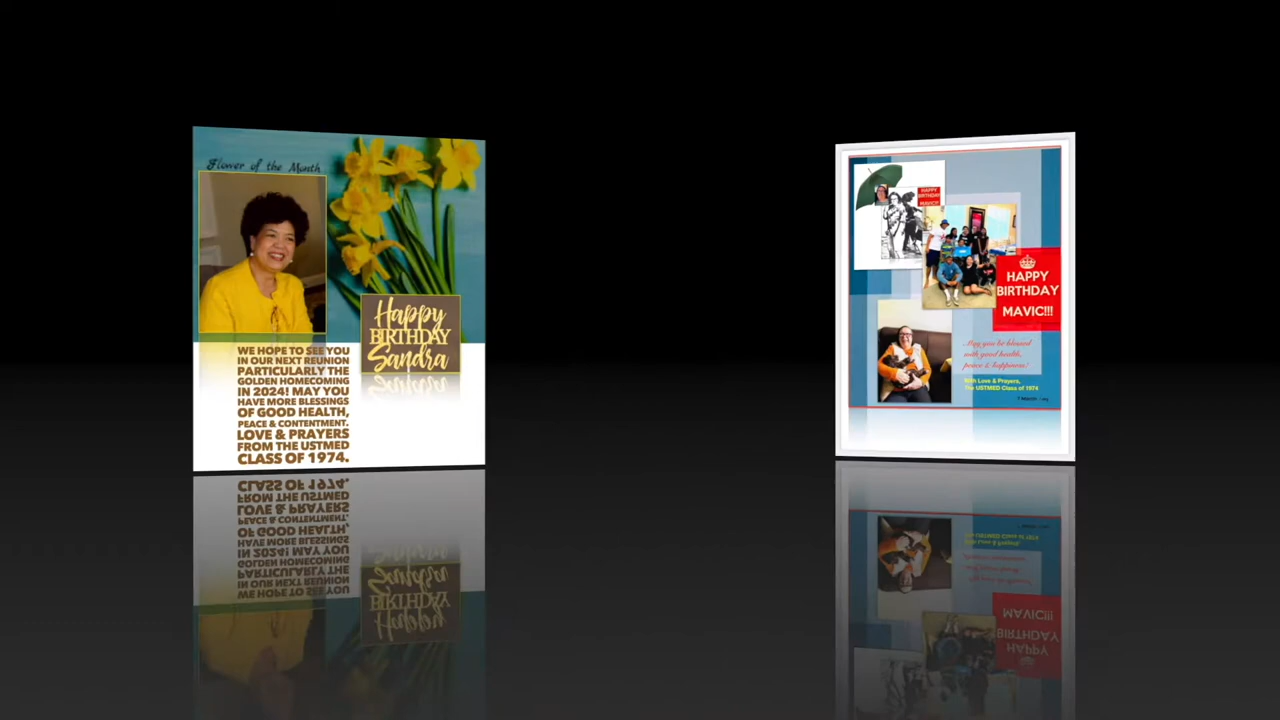 Flower of the Month
Happy
BIRTHDAY
Sandra
WE HOPE TO SEE YOU
IN OUR NEXT REUNION
PARTICULARLY THE
GOLDEN HOMECOMING
IN 2024! MAY YOU
HAVE MORE BLESSINGS
OF GOOD HEALTH,
PEACE & CONTENTMENT.
LOVE & PRAYERS
FROM THE USTMED
CLASS OF 1974.
HAPPY
BIRTHDAY
MAVIC!!!
HAPPY
BIRTHDAY
MAVIC!!!
...May you be blessed
with good health,
peace & happiness!
With Love & Prayers,
The USTMED Class of 1974